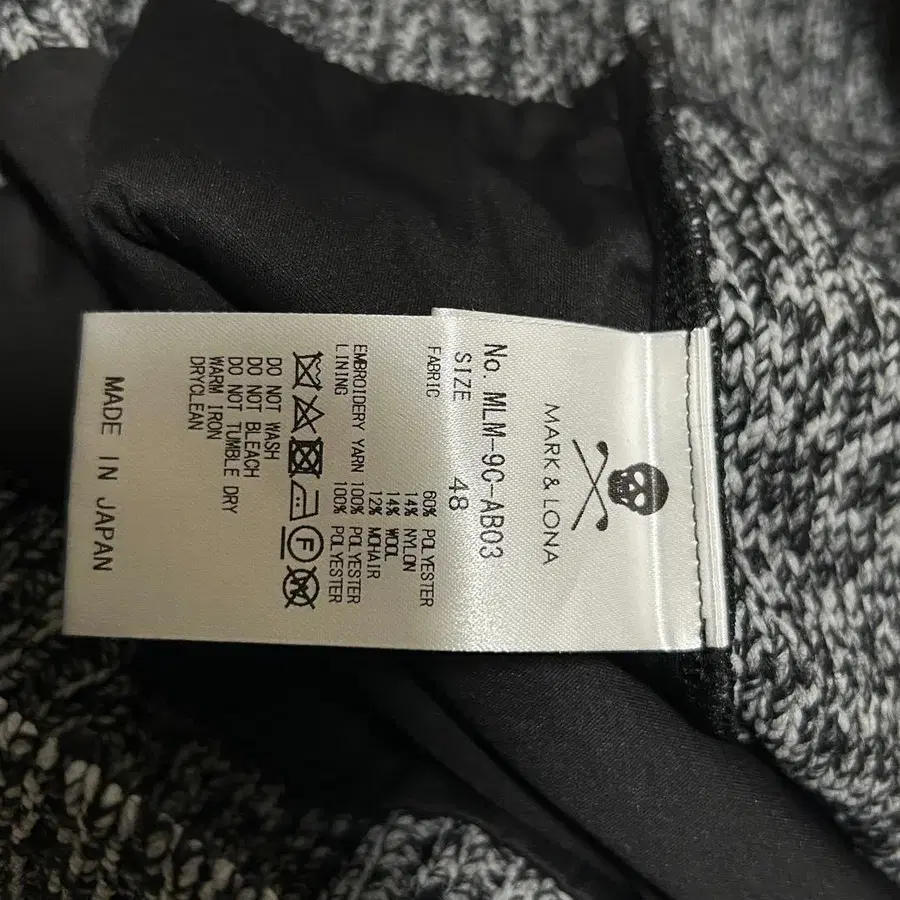 MARK & LONA
No. MLM-9C-AB03
SIZE 48
FABRIC 60% POLYESTER
14% NYLON
14% WOOL
12% MOHAIR
EMBROIDERY YARN 100% POLYESTER
LINING 100% POLYESTER
F
W
DO NOT WASH
DO NOT BLEACH
DO NOT TUMBLE DRY
WARM IRON
DRYCLEAN
MADE IN JAPAN